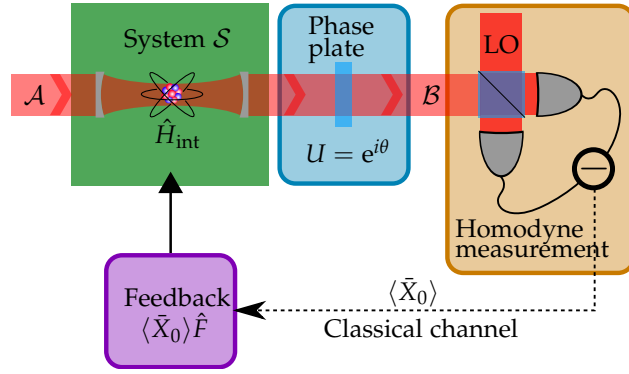 System 𝒮
Phase
plate
LO
𝒜
ℬ
Ĥ_int
U = e^{iθ}
Homodyne
measurement
Feedback
⟨X̄₀⟩F̂
⟨X̄₀⟩
Classical channel